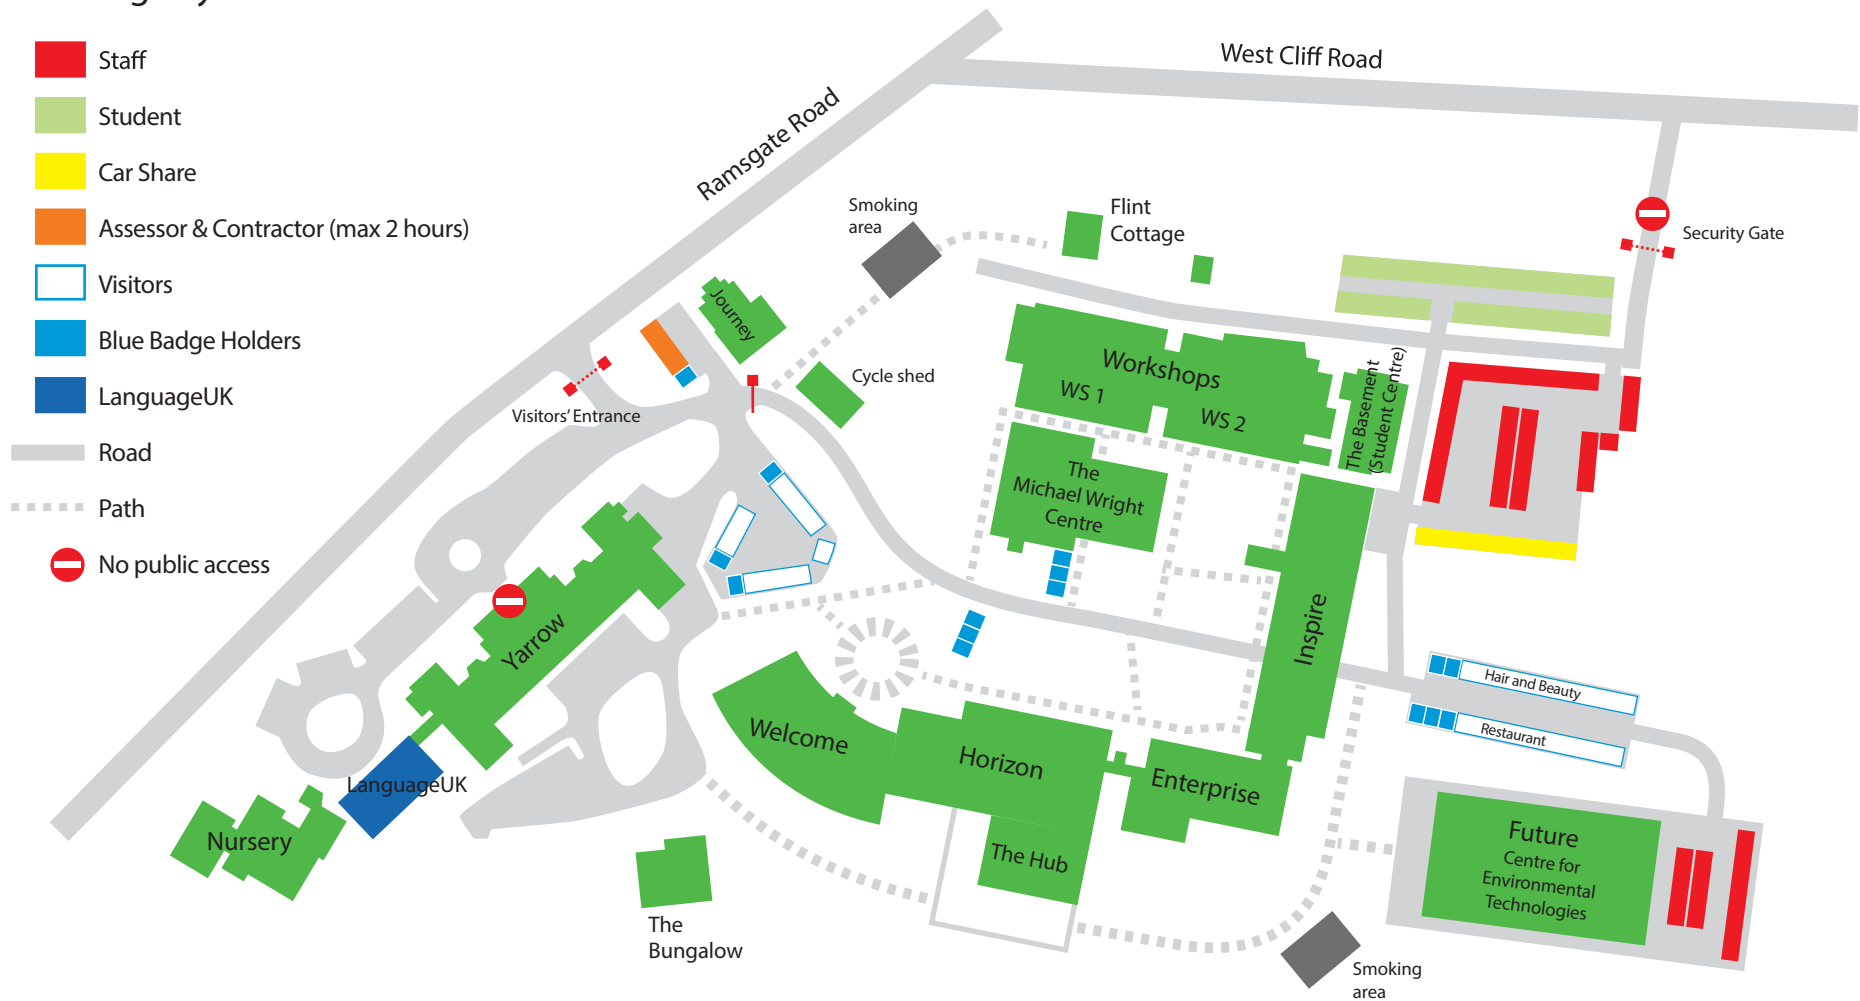 Staff
Student
Car Share
Assessor & Contractor (max 2 hours)
Visitors
Blue Badge Holders
LanguageUK
Road
Path
No public access
West Cliff Road
Ramsgate Road
Smoking
area
Flint
Cottage
Security Gate
Journey
Cycle shed
Visitors' Entrance
Workshops
WS 1
WS 2
The Basement
(Student Centre)
The
Michael Wright
Centre
Inspire
Yarrow
Hair and Beauty
Restaurant
Welcome
Horizon
Enterprise
LanguageUK
Nursery
The Hub
Future
Centre for
Environmental
Technologies
The
Bungalow
Smoking
area